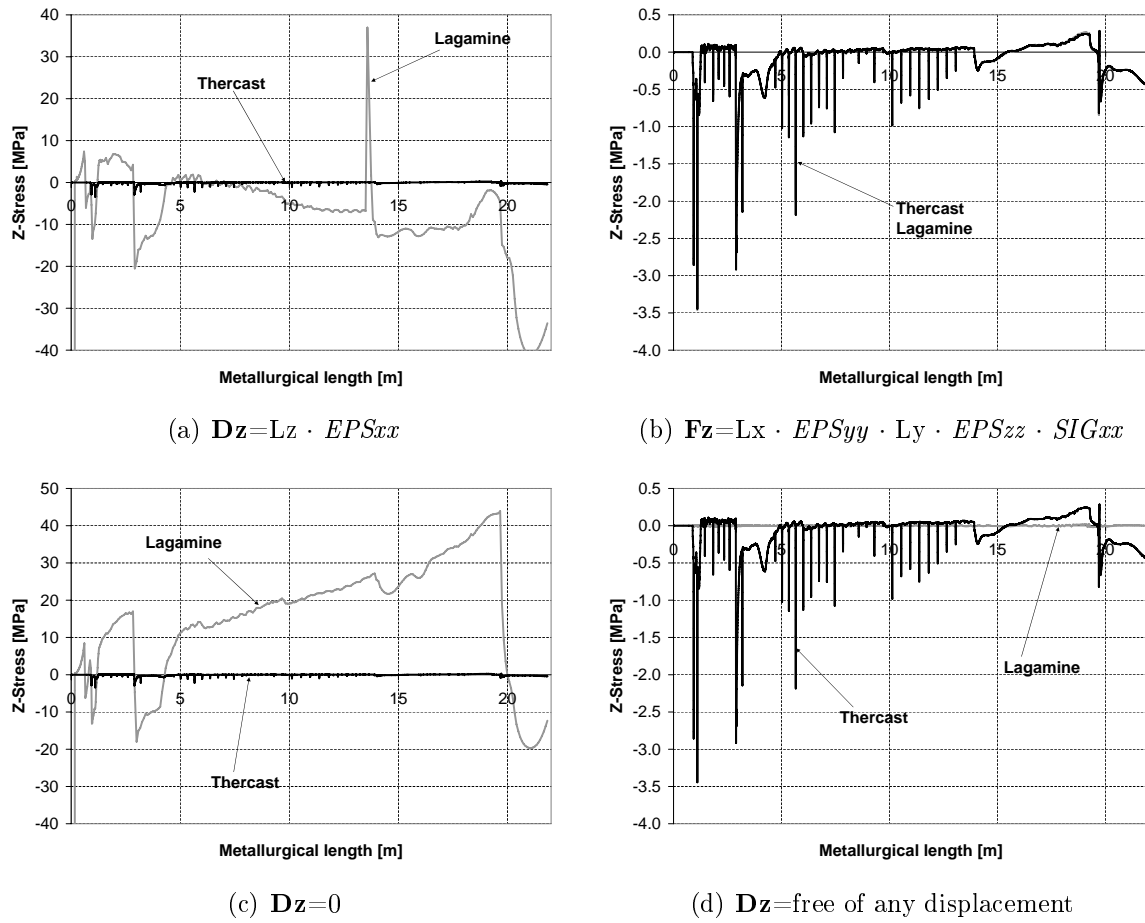 40
30
20
10
0
-10
-20
-30
-40
0
5
10
15
20
Z-Stress [MPa]
Metallurgical length [m]
Thercast
Lagamine
(a) Dz=Lz · EPSxx
0.5
0.0
-0.5
-1.0
-1.5
-2.0
-2.5
-3.0
-3.5
-4.0
0
5
10
15
20
Z-Stress [MPa]
Metallurgical length [m]
Thercast
Lagamine
(b) Fz=Lx · EPSyy · Ly · EPSzz · SIGxx
50
40
30
20
10
0
-10
-20
-30
-40
0
5
10
15
20
Z-Stress [MPa]
Metallurgical length [m]
Lagamine
Thercast
(c) Dz=0
0.5
0.0
-0.5
-1.0
-1.5
-2.0
-2.5
-3.0
-3.5
-4.0
0
5
10
15
20
Z-Stress [MPa]
Metallurgical length [m]
Lagamine
Thercast
(d) Dz=free of any displacement